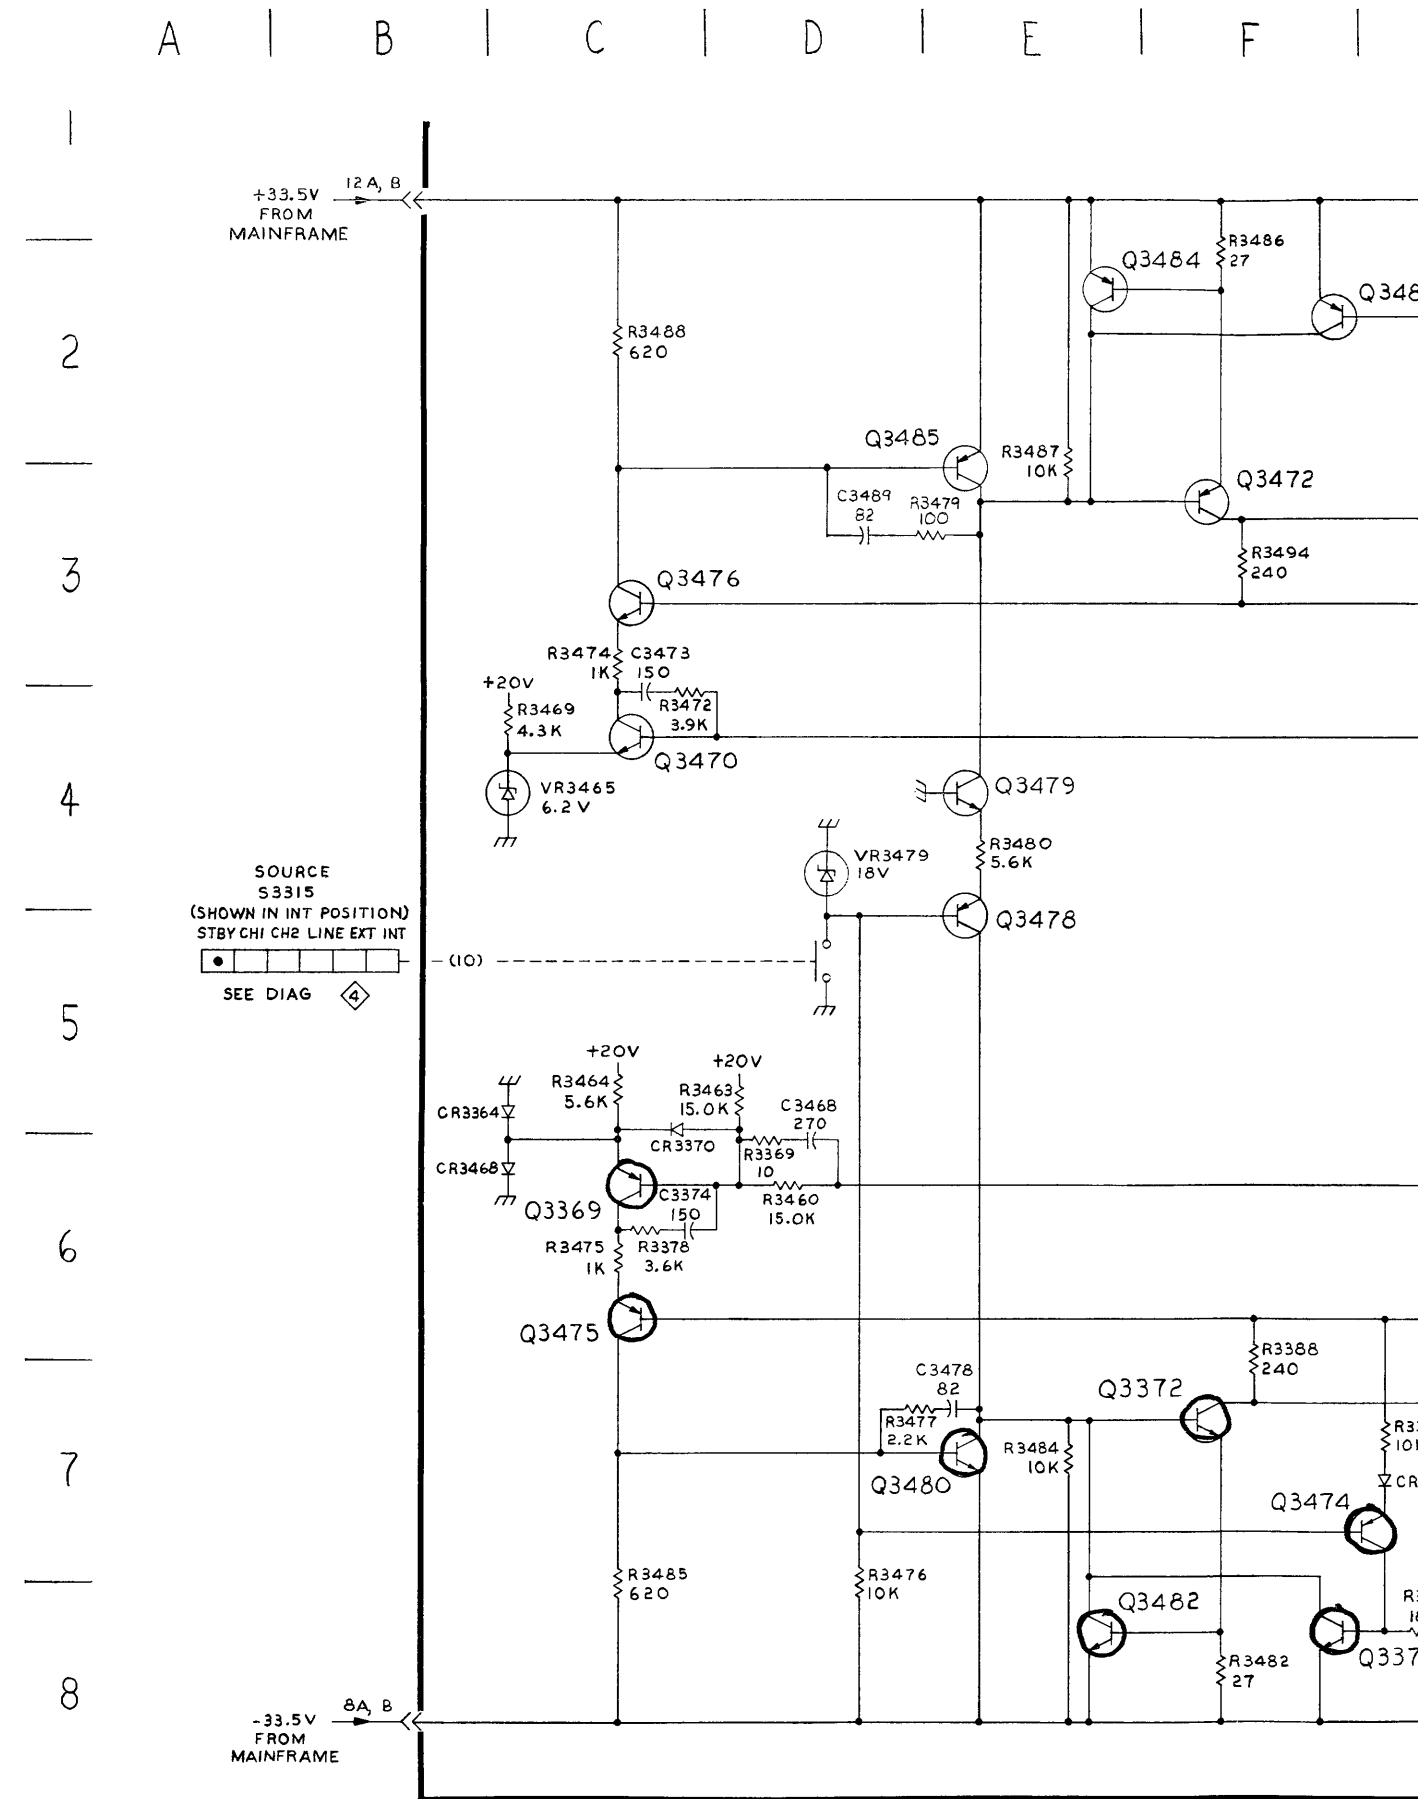 A B C D E F
1
+33.5V
FROM
MAINFRAME
12A, B
R3486
27
Q3484
Q348
2
R3488
620
Q3485
R3487
10K
Q3472
C3489
82
R3479
100
R3494
240
3
Q3476
R3474
1K
C3473
150
+20V
R3469
4.3K
R3472
3.9K
Q3470
4
VR3465
6.2V
Q3479
R3480
5.6K
VR3479
18V
Q3478
SOURCE
S3315
(SHOWN IN INT POSITION)
STBY CH1 CH2 LINE EXT INT
(10)
SEE DIAG 4
5
+20V
+20V
R3464
5.6K
R3463
15.0K
C3468
270
CR3364
CR3370
R3369
10
CR3468
Q3369
C3374
150
R3460
15.0K
6
R3475
1K
R3378
3.6K
Q3475
R3388
240
C3478
82
Q3372
R3477
2.2K
R3484
10K
7
Q3480
CR
Q3474
R3485
620
R3476
10K
Q3482
Q337
R3482
27
8
-33.5V
FROM
MAINFRAME
8A, B